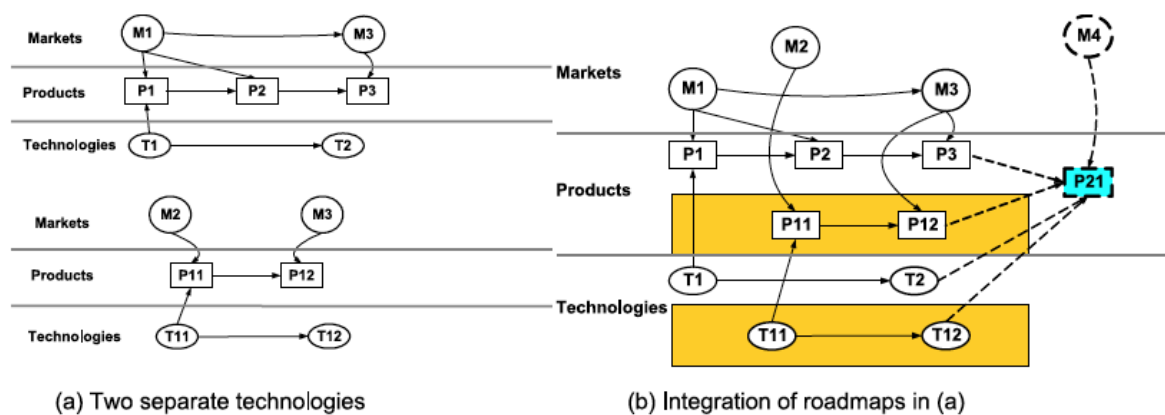 M1 M3
Markets
Products P1 P2 P3
Technologies T1 T2
M2 M3
Markets
Products P11 P12
Technologies T11 T12
(a) Two separate technologies
M4
M2
Markets
M1 M3
P1 P2 P3
P21
Products
P11 P12
T1 T2
Technologies
T11 T12
(b) Integration of roadmaps in (a)